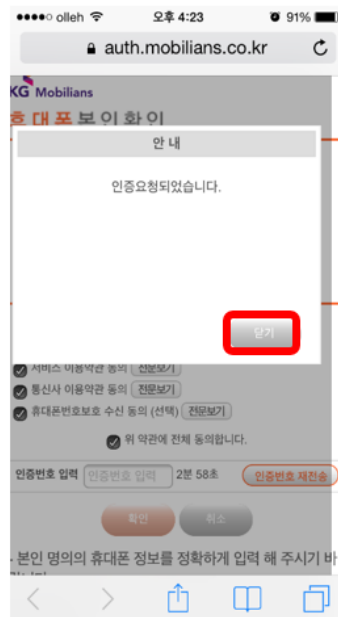 olleh 오후 4:23 91%
auth.mobilians.co.kr
KG Mobilians
휴대폰본인확인
안 내
인증요청되었습니다.
닫기
서비스 이용약관 동의 전문보기
통신사 이용약관 동의 전문보기
휴대폰번호보호 수신 동의 (선택) 전문보기
위 약관에 전체 동의합니다.
인증번호 입력 인증번호 입력 2분 58초 인증번호 재전송
확인 취소
- 본인 명의의 휴대폰 정보를 정확하게 입력 해 주시기 바